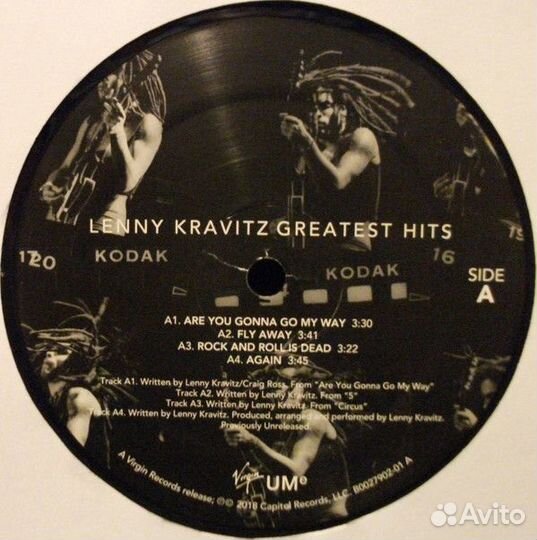 LENNY KRAVITZ GREATEST HITS
20 KODAK
KODAK 16
SIDE
A
A1. ARE YOU GONNA GO MY WAY 3:30
A2. FLY AWAY 3:41
A3. ROCK AND ROLL IS DEAD 3:22
A4. AGAIN 3:45
Track A1. Written by Lenny Kravitz/Craig Ross. From "Are You Gonna Go My Way"
Track A2. Written by Lenny Kravitz. From "5"
Track A3. Written by Lenny Kravitz. From "Circus"
Track A4. Written by Lenny Kravitz. Produced, arranged and performed by Lenny Kravitz.
Previously Unreleased.
Virgin UMe
A Virgin Records release; ℗© 2018 Capitol Records, LLC. B0027902-01 A
Avito